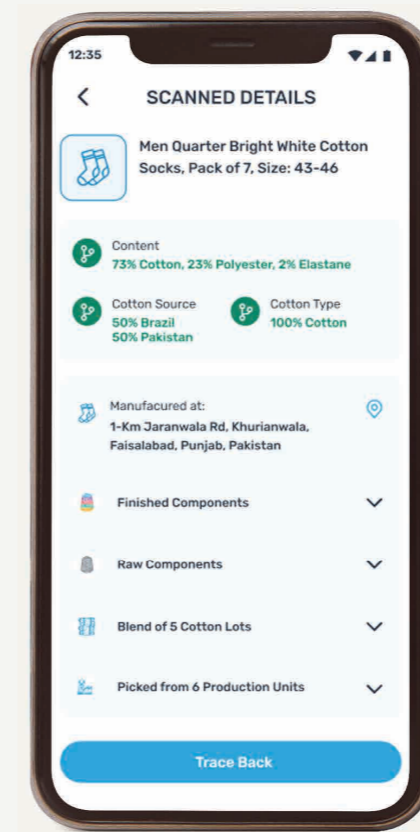 12:35
SCANNED DETAILS
Men Quarter Bright White Cotton
Socks, Pack of 7, Size: 43-46
Content
73% Cotton, 23% Polyester, 2% Elastane
Cotton Source
50% Brazil
50% Pakistan
Cotton Type
100% Cotton
Manufacured at:
1-Km Jaranwala Rd, Khurianwala,
Faisalabad, Punjab, Pakistan
Finished Components
Raw Components
Blend of 5 Cotton Lots
Picked from 6 Production Units
Trace Back